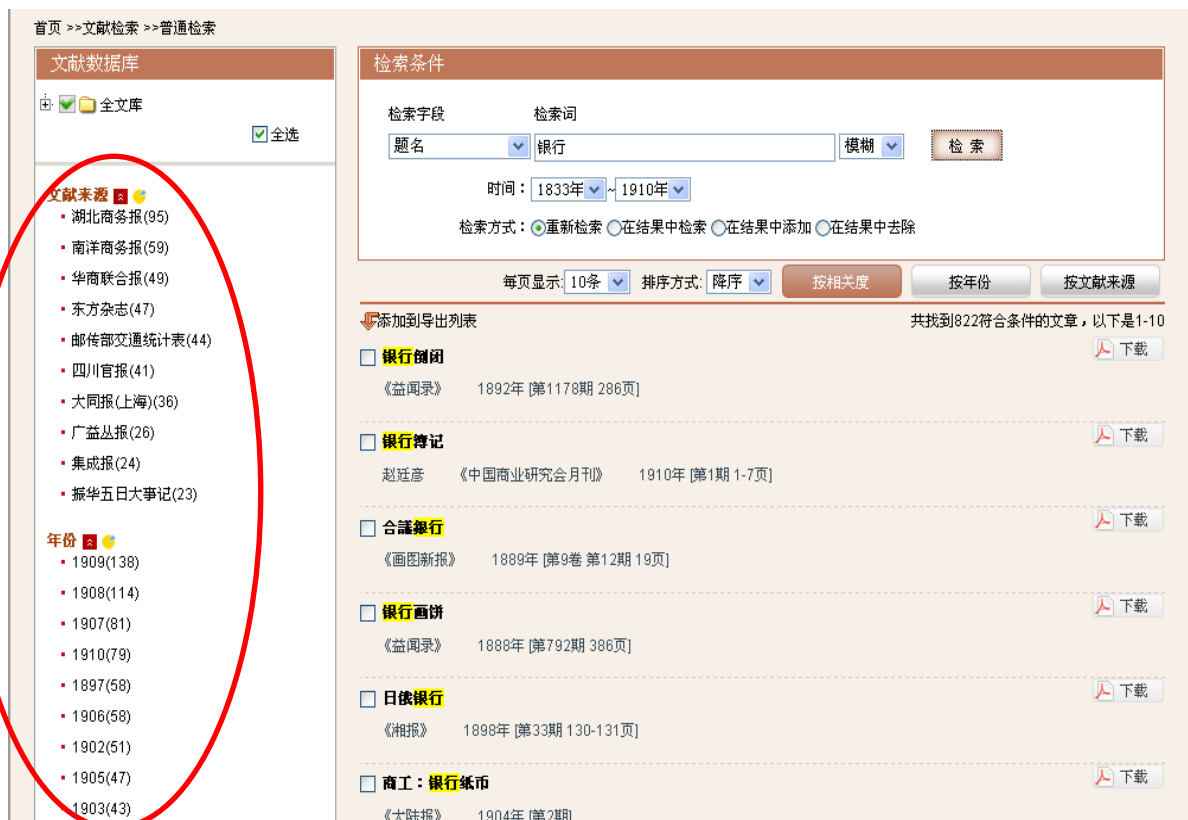 首页 >>文献检索 >>普通检索
文献数据库
全文库
全选
文献来源
湖北商务报(95)
南洋商务报(59)
华商联合报(49)
东方杂志(47)
邮传部交通统计表(44)
四川官报(41)
大同报(上海)(36)
广益丛报(26)
集成报(24)
振华五日大事记(23)
年份
1909(138)
1908(114)
1907(81)
1910(79)
1897(58)
1906(58)
1902(51)
1905(47)
1903(43)
检索条件
检索字段 检索词
题名 银行 模糊 检 索
时间： 1833年 ~ 1910年
检索方式： 重新检索 在结果中检索 在结果中添加 在结果中去除
每页显示: 10条 排序方式: 降序 按相关度 按年份 按文献来源
添加到导出列表 共找到822符合条件的文章，以下是1-10
银行倒闭 下载
《益闻录》 1892年 [第1178期 286页]
银行簿记 下载
赵廷彦 《中国商业研究会月刊》 1910年 [第1期 1-7页]
合議銀行 下载
《画图新报》 1889年 [第9卷 第12期 19页]
银行画饼 下载
《益闻录》 1888年 [第792期 386页]
日俄银行 下载
《湘报》 1898年 [第33期 130-131页]
商工：银行纸币 下载
《大陆报》 1904年 [第2期]